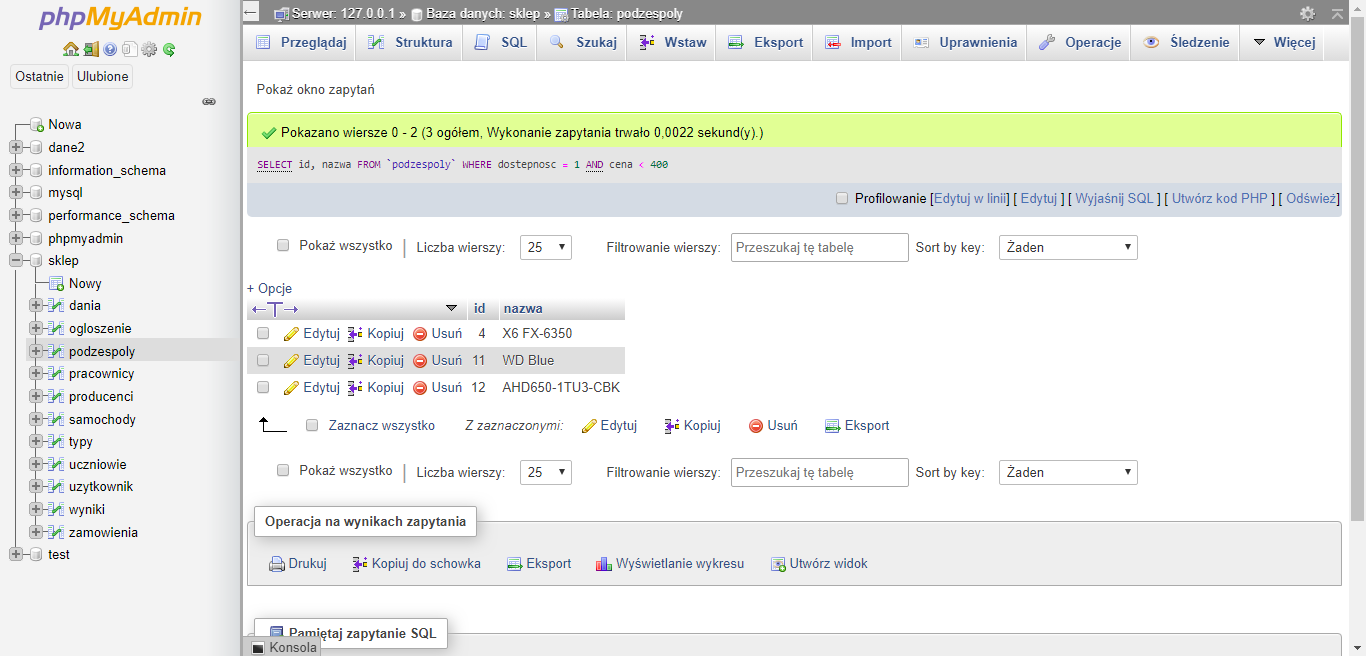 phpMyAdmin
Ostatnie Ulubione
Nowa
dane2
information_schema
mysql
performance_schema
phpmyadmin
sklep
Nowy
dania
ogloszenie
podzespoly
pracownicy
producenci
samochody
typy
uczniowie
uzytkownik
wyniki
zamowienia
test
Serwer: 127.0.0.1 » Baza danych: sklep » Tabela: podzespoly
Przeglądaj Struktura SQL Szukaj Wstaw Eksport Import Uprawnienia Operacje Śledzenie Więcej
Pokaż okno zapytań
Pokazano wiersze 0 - 2 (3 ogółem, Wykonanie zapytania trwało 0,0022 sekund(y).)
SELECT id, nazwa FROM `podzespoly` WHERE dostepnosc = 1 AND cena < 400
Profilowanie [Edytuj w linii] [ Edytuj ] [ Wyjaśnij SQL ] [ Utwórz kod PHP ] [ Odśwież]
Pokaż wszystko | Liczba wierszy: 25 Filtrowanie wierszy: Przeszukaj tę tabelę Sort by key: Żaden
+ Opcje
←T→ id nazwa
Edytuj Kopiuj Usuń 4 X6 FX-6350
Edytuj Kopiuj Usuń 11 WD Blue
Edytuj Kopiuj Usuń 12 AHD650-1TU3-CBK
Zaznacz wszystko Z zaznaczonymi: Edytuj Kopiuj Usuń Eksport
Pokaż wszystko | Liczba wierszy: 25 Filtrowanie wierszy: Przeszukaj tę tabelę Sort by key: Żaden
Operacja na wynikach zapytania
Drukuj Kopiuj do schowka Eksport Wyświetlanie wykresu Utwórz widok
Pamiętaj zapytanie SQL
Konsola